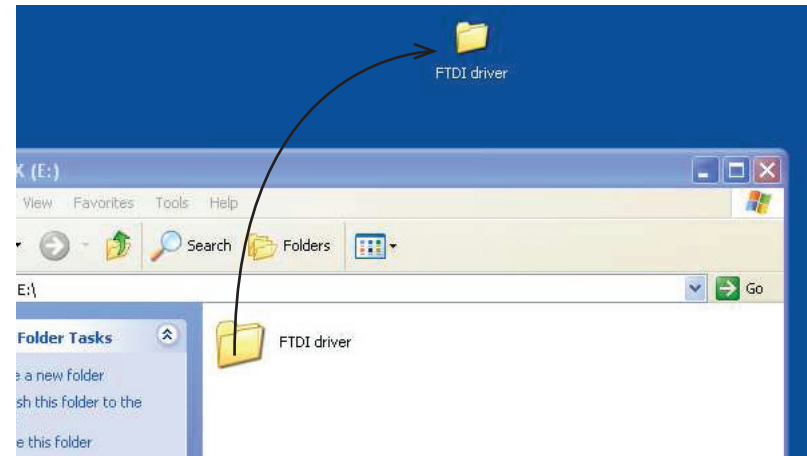 FTDI driver
K (E:)
View Favorites Tools Help
Search Folders
E:\ Go
Folder Tasks
FTDI driver
e a new folder
sh this folder to the
e this folder